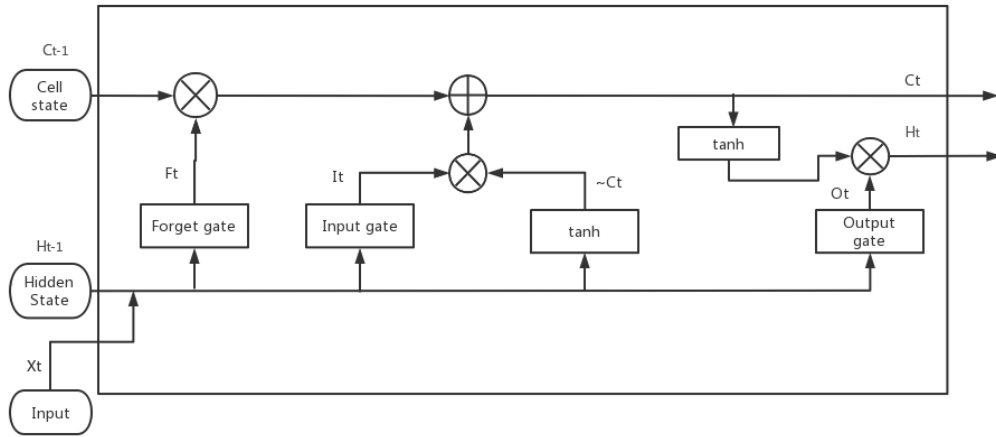 Ct-1
Cell
state
Ct
tanh
Ht
Ft
It
~Ct
Ot
Forget gate
Input gate
tanh
Output
gate
Ht-1
Hidden
State
Xt
Input